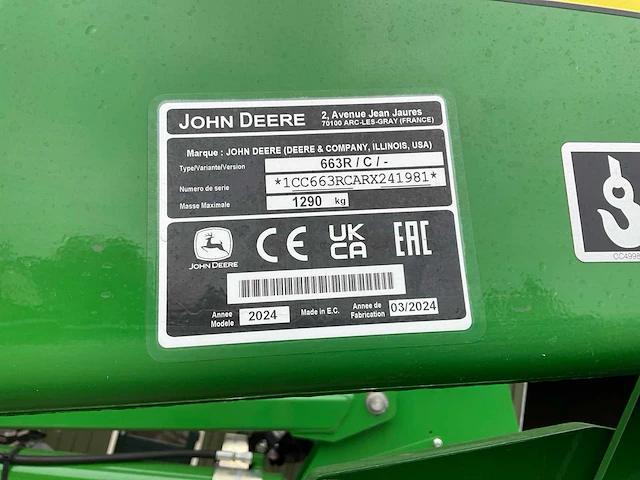 JOHN DEERE
2, Avenue Jean Jaures
70100 ARC-LES-GRAY (FRANCE)
Marque : JOHN DEERE (DEERE & COMPANY, ILLINOIS, USA)
Type/Variante/Version 663R / C / -
Numero de serie *1CC663RCARX241981*
Masse Maximale 1290 kg
JOHN DEERE
CE
UK
CA
EAC
Annee Modele 2024
Made in E.C.
Annee de Fabrication 03/2024